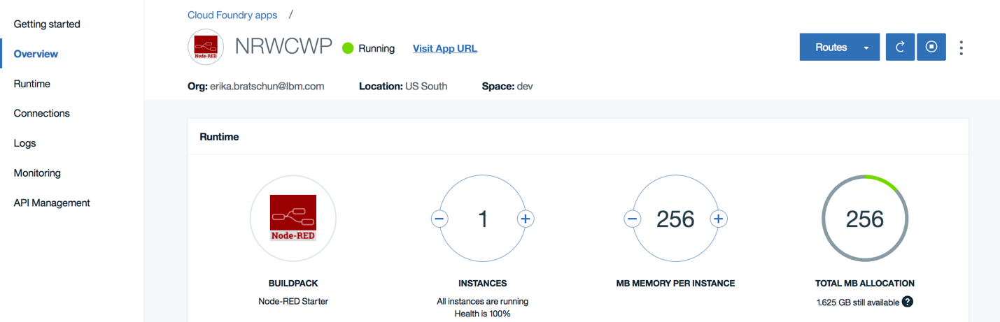 Getting started
Overview
Runtime
Connections
Logs
Monitoring
API Management
Cloud Foundry apps /
Node-RED
NRWCWP
Running
Visit App URL
Routes
Org: erika.bratschun@lbm.com
Location: US South
Space: dev
Runtime
Node-RED
− 1 +
− 256 +
256
BUILDPACK
Node-RED Starter
INSTANCES
All instances are running
Health is 100%
MB MEMORY PER INSTANCE
TOTAL MB ALLOCATION
1.625 GB still available ?